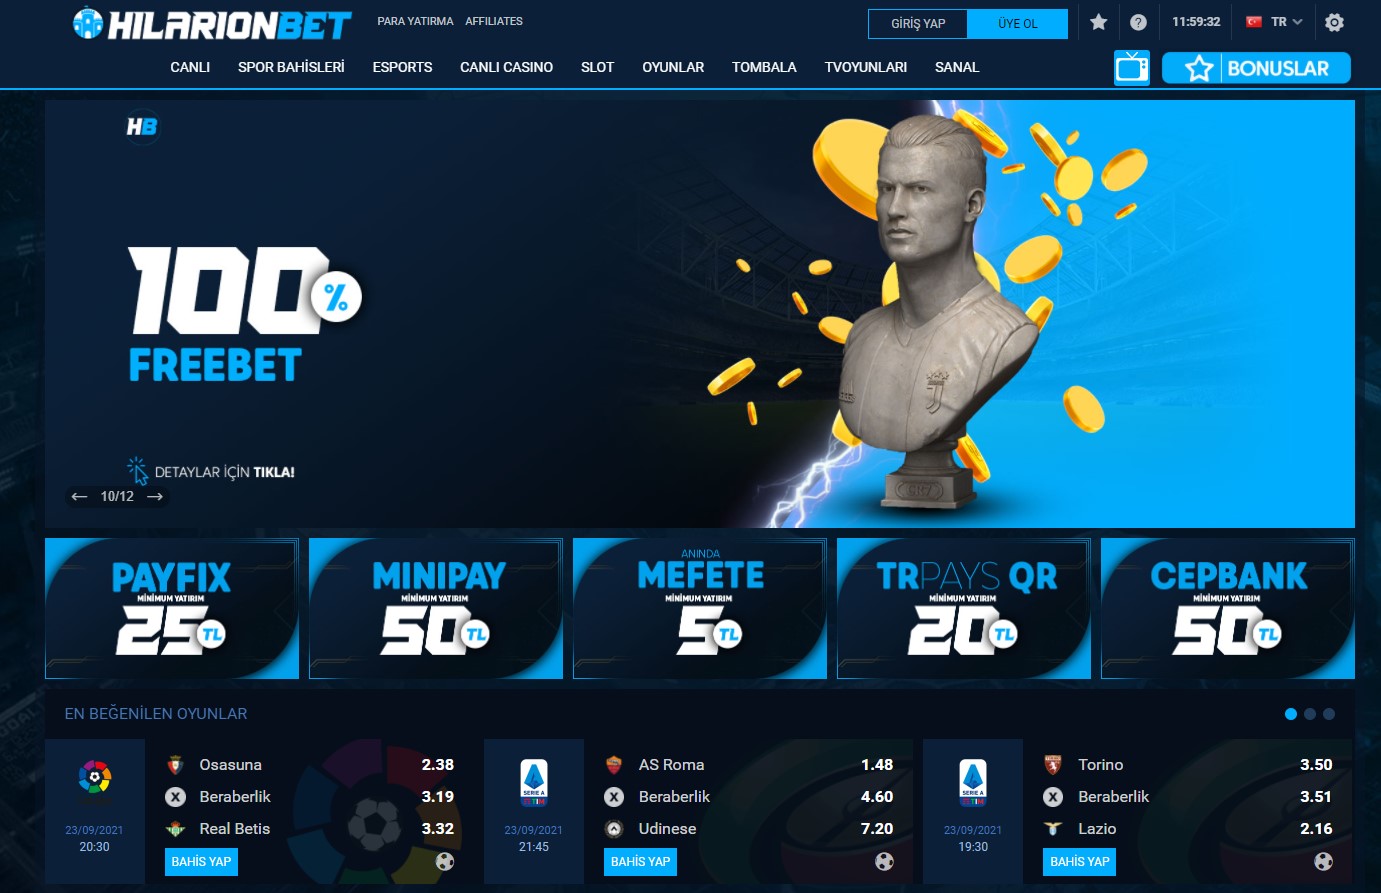 HILARIONBET
PARA YATIRMA AFFILIATES
GİRİŞ YAP ÜYE OL
11:59:32 TR
CANLI SPOR BAHİSLERİ ESPORTS CANLI CASINO SLOT OYUNLAR TOMBALA TVOYUNLARI SANAL
BONUSLAR
HB
100%
FREEBET
DETAYLAR İÇİN TIKLA!
← 10/12 →
CR7
PAYFIX
MİNİMUM YATIRIM
25 TL
MINIPAY
MİNİMUM YATIRIM
50 TL
ANINDA
MEFETE
MİNİMUM YATIRIM
5 TL
TRPAYS QR
MİNİMUM YATIRIM
20 TL
CEPBANK
MİNİMUM YATIRIM
50 TL
EN BEĞENİLEN OYUNLAR
23/09/2021
20:30
Osasuna 2.38
X Beraberlik 3.19
Real Betis 3.32
BAHİS YAP
SERIE A
TIM
23/09/2021
21:45
AS Roma 1.48
X Beraberlik 4.60
Udinese 7.20
BAHİS YAP
SERIE A
TIM
23/09/2021
19:30
Torino 3.50
X Beraberlik 3.51
Lazio 2.16
BAHİS YAP